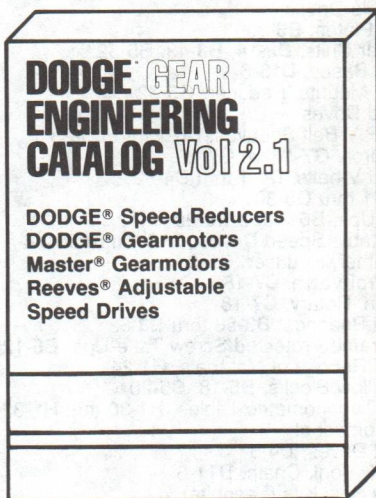 DODGE GEAR
ENGINEERING
CATALOG Vol 2.1
DODGE® Speed Reducers
DODGE® Gearmotors
Master® Gearmotors
Reeves® Adjustable
Speed Drives